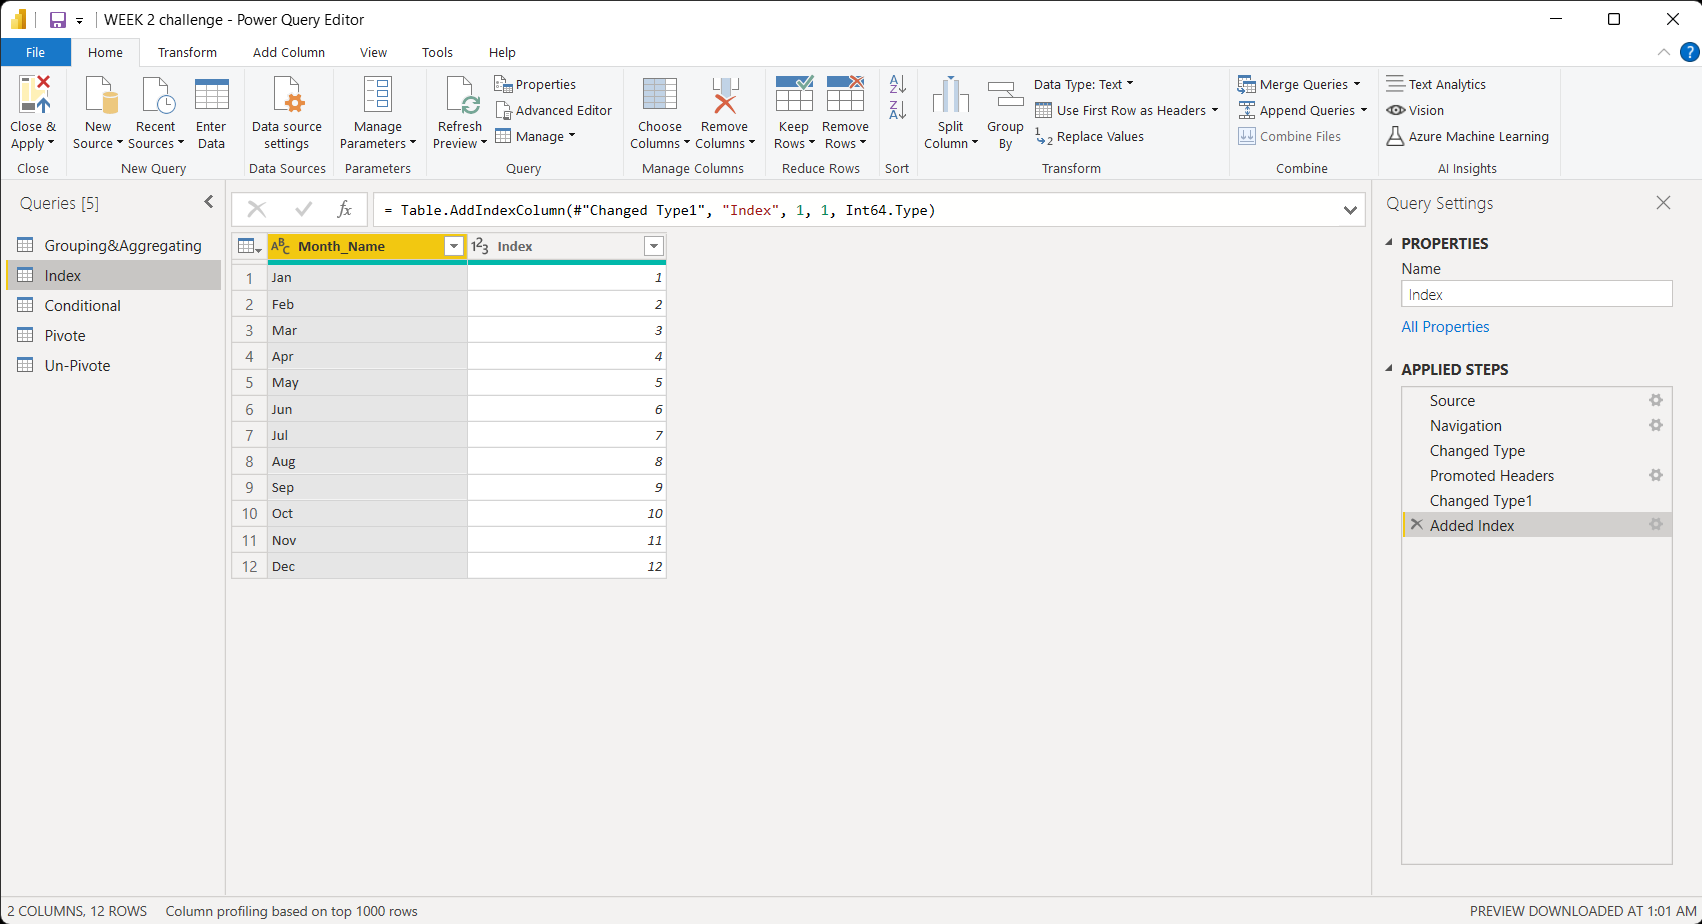 WEEK 2 challenge - Power Query Editor
File Home Transform Add Column View Tools Help
Close & Apply
Close
New Source
Recent Sources
Enter Data
New Query
Data source settings
Data Sources
Manage Parameters
Parameters
Refresh Preview
Properties
Advanced Editor
Manage
Query
Choose Columns
Remove Columns
Manage Columns
Keep Rows
Remove Rows
Reduce Rows
Sort
Split Column
Group By
Data Type: Text
Use First Row as Headers
Replace Values
Transform
Merge Queries
Append Queries
Combine Files
Combine
Text Analytics
Vision
Azure Machine Learning
AI Insights
Queries [5]
Grouping&Aggregating
Index
Conditional
Pivote
Un-Pivote
fx = Table.AddIndexColumn(#"Changed Type1", "Index", 1, 1, Int64.Type)
ABC Month_Name 123 Index
1 Jan 1
2 Feb 2
3 Mar 3
4 Apr 4
5 May 5
6 Jun 6
7 Jul 7
8 Aug 8
9 Sep 9
10 Oct 10
11 Nov 11
12 Dec 12
Query Settings
PROPERTIES
Name
Index
All Properties
APPLIED STEPS
Source
Navigation
Changed Type
Promoted Headers
Changed Type1
Added Index
2 COLUMNS, 12 ROWS Column profiling based on top 1000 rows
PREVIEW DOWNLOADED AT 1:01 AM